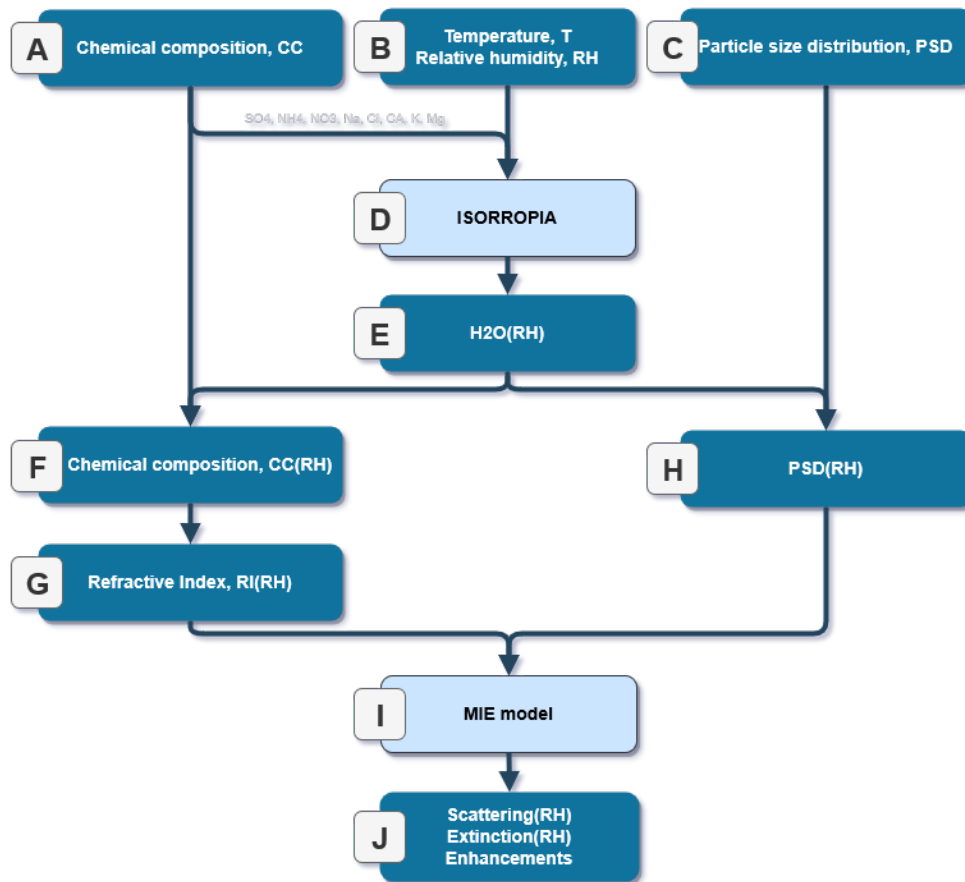 A
Chemical composition, CC
B
Temperature, T
Relative humidity, RH
C
Particle size distribution, PSD
SO4, NH4, NO3, Na, Cl, CA, K, Mg
D
ISORROPIA
E
H2O(RH)
F
Chemical composition, CC(RH)
H
PSD(RH)
G
Refractive Index, RI(RH)
I
MIE model
J
Scattering(RH)
Extinction(RH)
Enhancements